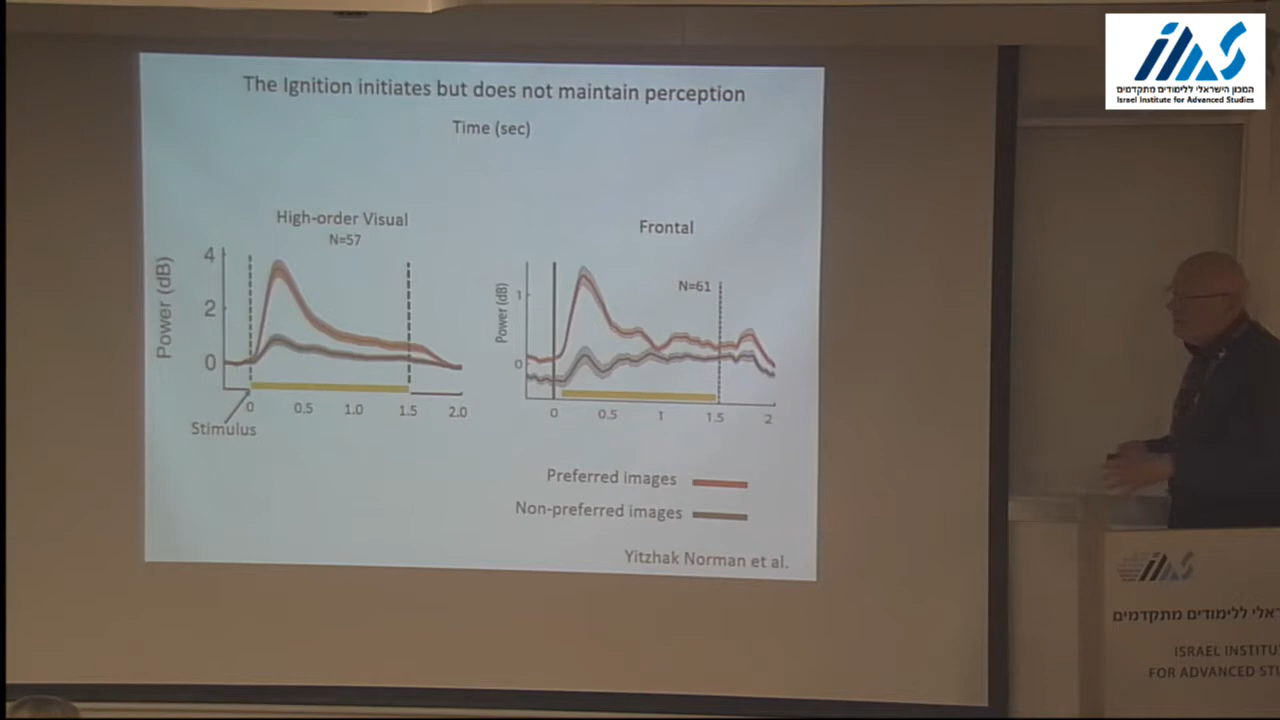 The Ignition initiates but does not maintain perception
Time (sec)
High-order Visual
N=57
Power (dB)
4
2
0
0 0.5 1.0 1.5 2.0
Stimulus
Frontal
N=61
Power (dB)
1
0
0 0.5 1 1.5 2
Preferred images
Non-preferred images
Yitzhak Norman et al.
המכון הישראלי ללימודים מתקדמים
Israel Institute for Advanced Studies
ללימודים מתקדמים
ISRAEL
FOR ADVANCED